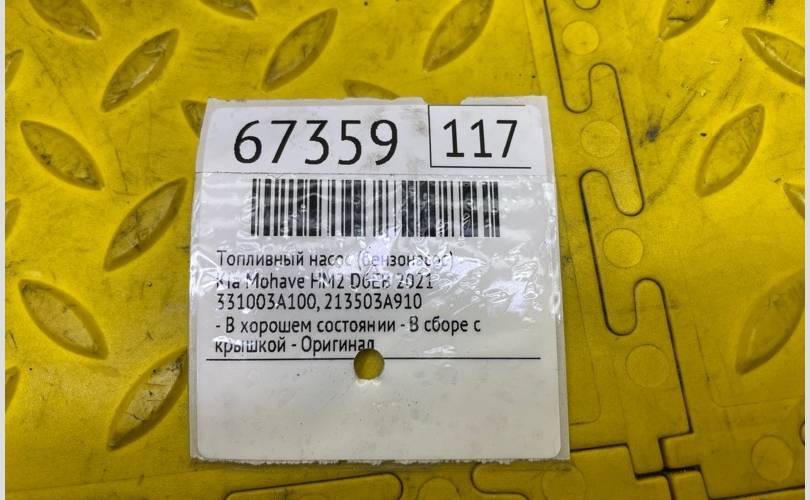 67359 117
Топливный насос (бензонасос)
Kia Mohave HM2 D6EB 2021
331003A100, 213503A910
- В хорошем состоянии - В сборе с
крышкой - Оригинал